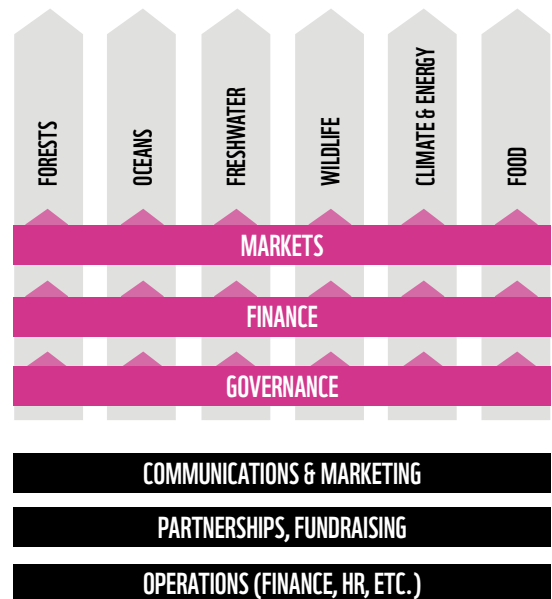 FORESTS
OCEANS
FRESHWATER
WILDLIFE
CLIMATE & ENERGY
FOOD
MARKETS
FINANCE
GOVERNANCE
COMMUNICATIONS & MARKETING
PARTNERSHIPS, FUNDRAISING
OPERATIONS (FINANCE, HR, ETC.)